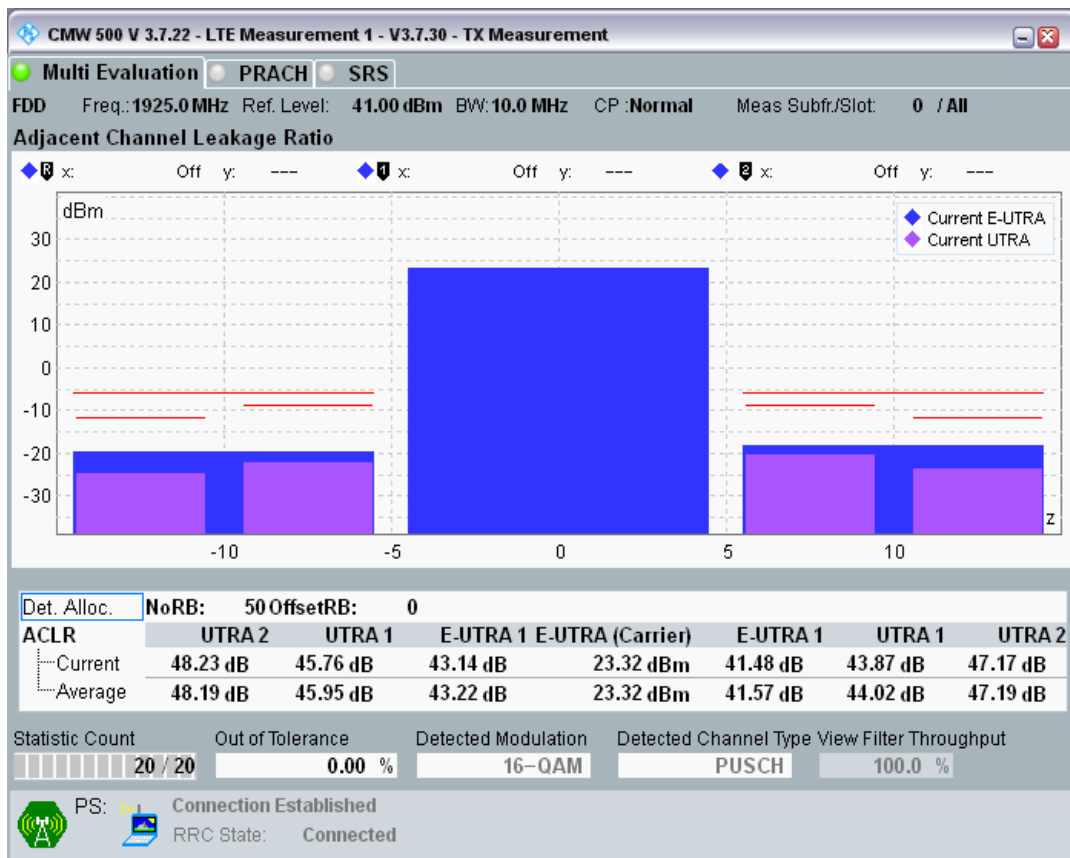 CMW 500 V 3.7.22 - LTE Measurement 1 - V3.7.30 - TX Measurement
Multi Evaluation PRACH SRS
FDD Freq.: 1925.0 MHz Ref. Level: 41.00 dBm BW: 10.0 MHz CP :Normal Meas Subfr./Slot: 0 / All
Adjacent Channel Leakage Ratio
R x: Off y: --- 1 x: Off y: --- 2 x: Off y: ---
dBm
Current E-UTRA
Current UTRA
30
20
10
0
-10
-20
-30
z
-10 -5 0 5 10
Det. Alloc. NoRB: 50 OffsetRB: 0
ACLR UTRA 2 UTRA 1 E-UTRA 1 E-UTRA (Carrier) E-UTRA 1 UTRA 1 UTRA 2
Current 48.23 dB 45.76 dB 43.14 dB 23.32 dBm 41.48 dB 43.87 dB 47.17 dB
Average 48.19 dB 45.95 dB 43.22 dB 23.32 dBm 41.57 dB 44.02 dB 47.19 dB
Statistic Count Out of Tolerance Detected Modulation Detected Channel Type View Filter Throughput
20 / 20 0.00 % 16-QAM PUSCH 100.0 %
PS: Connection Established
RRC State: Connected